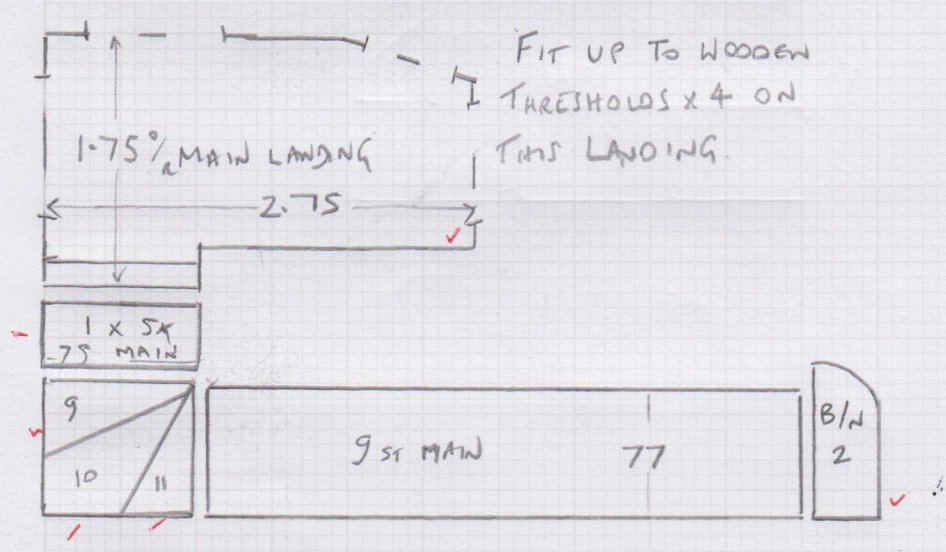 FIT UP TO WOODEN
THRESHOLDS x 4 ON
THIS LANDING.
MAIN LANDING
1.75
2.75
1 x
75 MAIN
9
10
11
9 ST MAIN
77
B/N
2